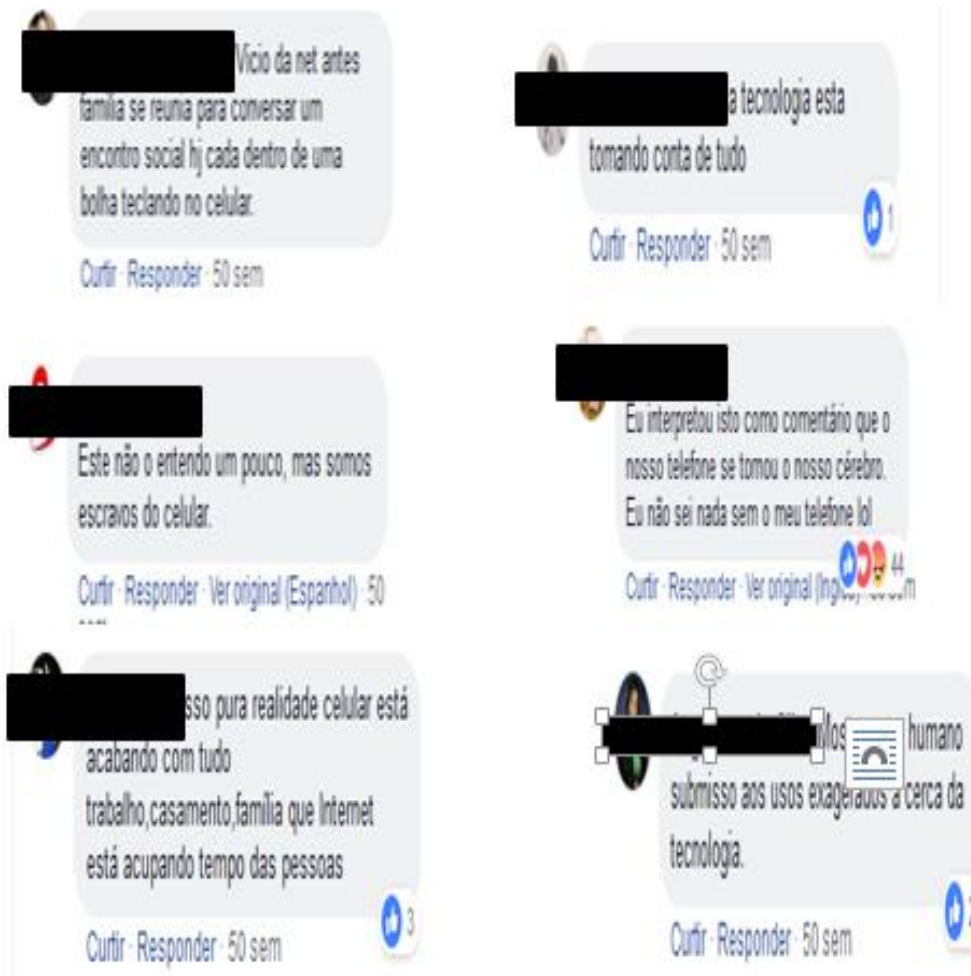 Vicio da net antes
familia se reunia para conversar um
encontro social hj cada dentro de uma
bolha teclando no celular.
Curtir · Responder · 50 sem
a tecnologia esta
tomando conta de tudo
1
Curtir · Responder · 50 sem
Este não o entendo um pouco, mas somos
escravos do celular.
Curtir · Responder · Ver original (Espanhol) · 50
Eu interpretou isto como comentário que o
nosso telefone se tornou o nosso cérebro.
Eu não sei nada sem o meu telefone lol
44
Curtir · Responder · Ver original
sso pura realidade celular está
acabando com tudo
trabalho,casamento,família que Internet
está acupando tempo das pessoas
3
Curtir · Responder · 50 sem
humano
submisso aos usos exagerados a cerca da
tecnologia.
Curtir · Responder · 50 sem